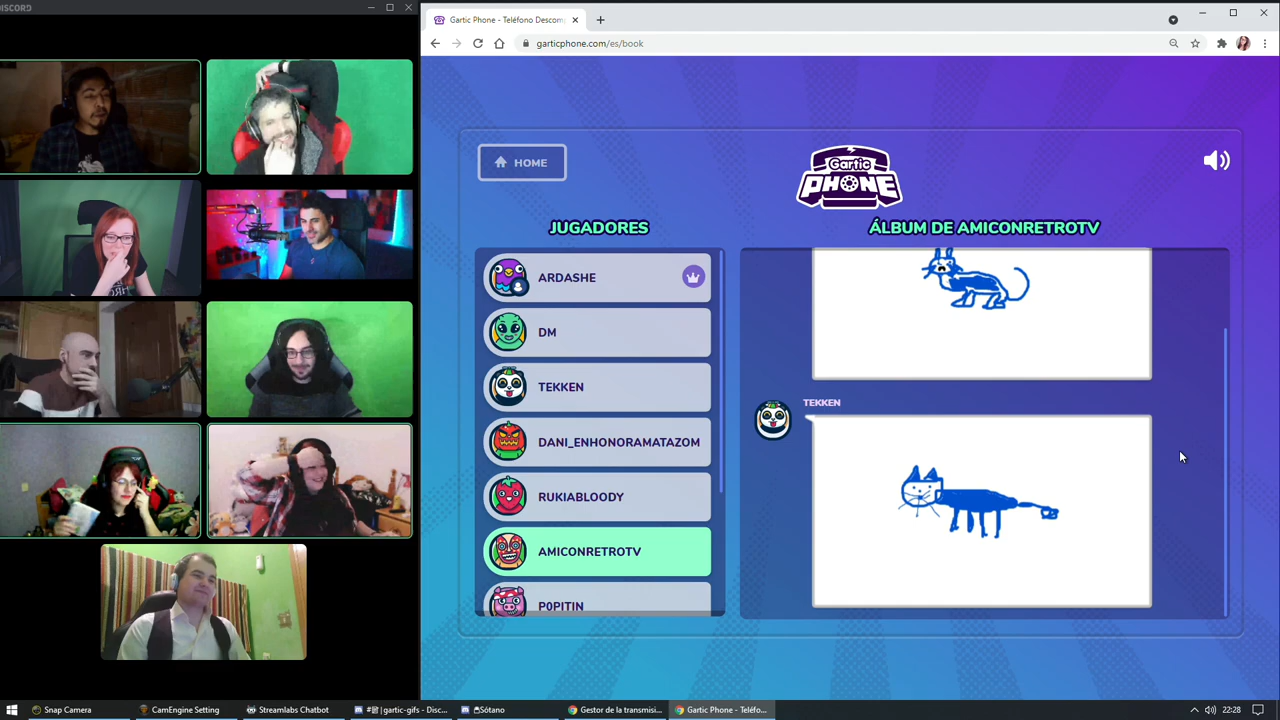 DISCORD
Gartic Phone - Teléfono Descom
garticphone.com/es/book
HOME
Gartic
PHONE
JUGADORES
ÁLBUM DE AMICONRETROTV
ARDASHE
DM
TEKKEN
DANI_ENHONORAMATAZOM
RUKIABLOODY
AMICONRETROTV
P0PITIN
TEKKEN
Snap Camera
CamEngine Setting
Streamlabs Chatbot
gartic-gifs - Disc...
Sótano
Gestor de la transmisi...
Gartic Phone - Teléfo...
22:28